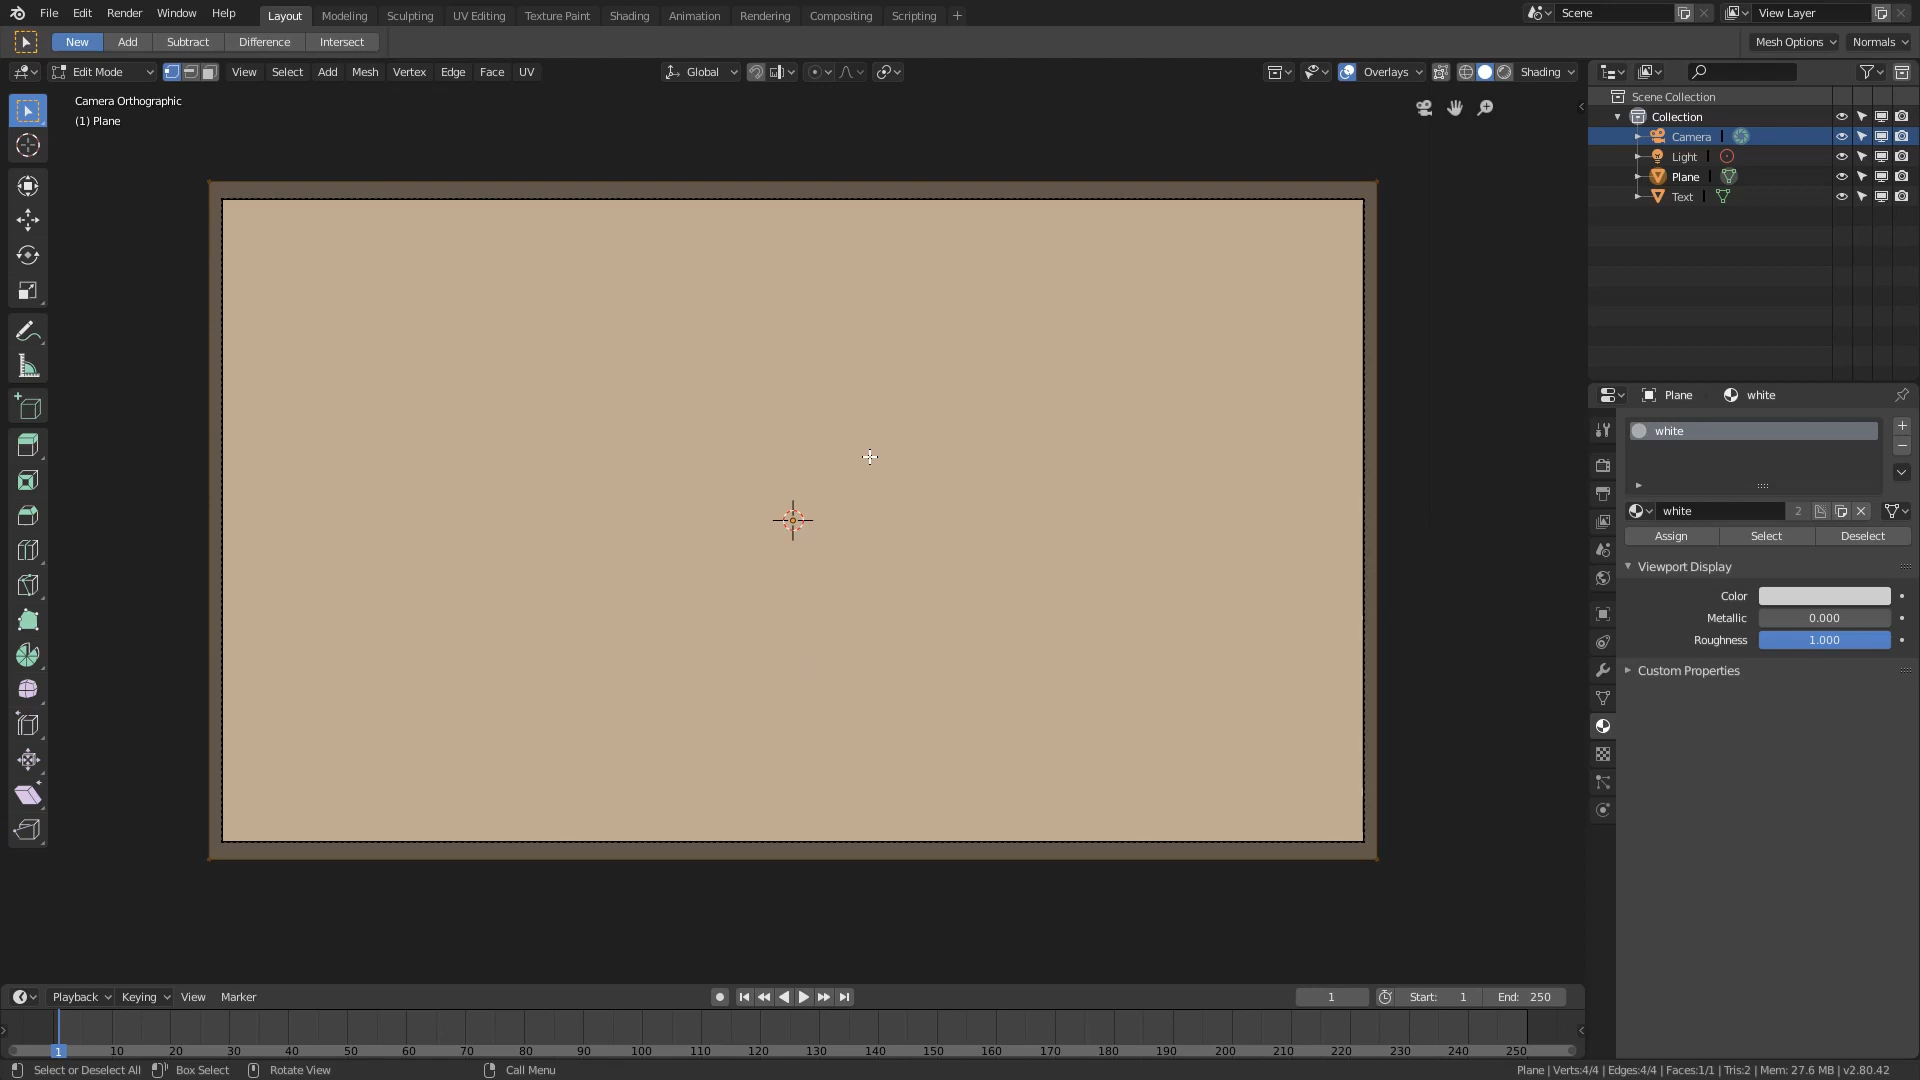 File Edit Render Window Help Layout Modeling Sculpting UV Editing Texture Paint Shading Animation Rendering Compositing Scripting + Scene View Layer
New Add Subtract Difference Intersect Mesh Options Normals
Edit Mode View Select Add Mesh Vertex Edge Face UV Global Overlays Shading
Camera Orthographic
(1) Plane
Scene Collection
Collection
Camera
Light
Plane
Text
Plane white
white
white 2
Assign Select Deselect
Viewport Display
Color
Metallic 0.000
Roughness 1.000
Custom Properties
Playback Keying View Marker 1 Start: 1 End: 250
1 10 20 30 40 50 60 70 80 90 100 110 120 130 140 150 160 170 180 190 200 210 220 230 240 250
Select or Deselect All Box Select Rotate View Call Menu Plane | Verts:4/4 | Edges:4/4 | Faces:1/1 | Tris:2 | Mem: 27.6 MB | v2.80.42